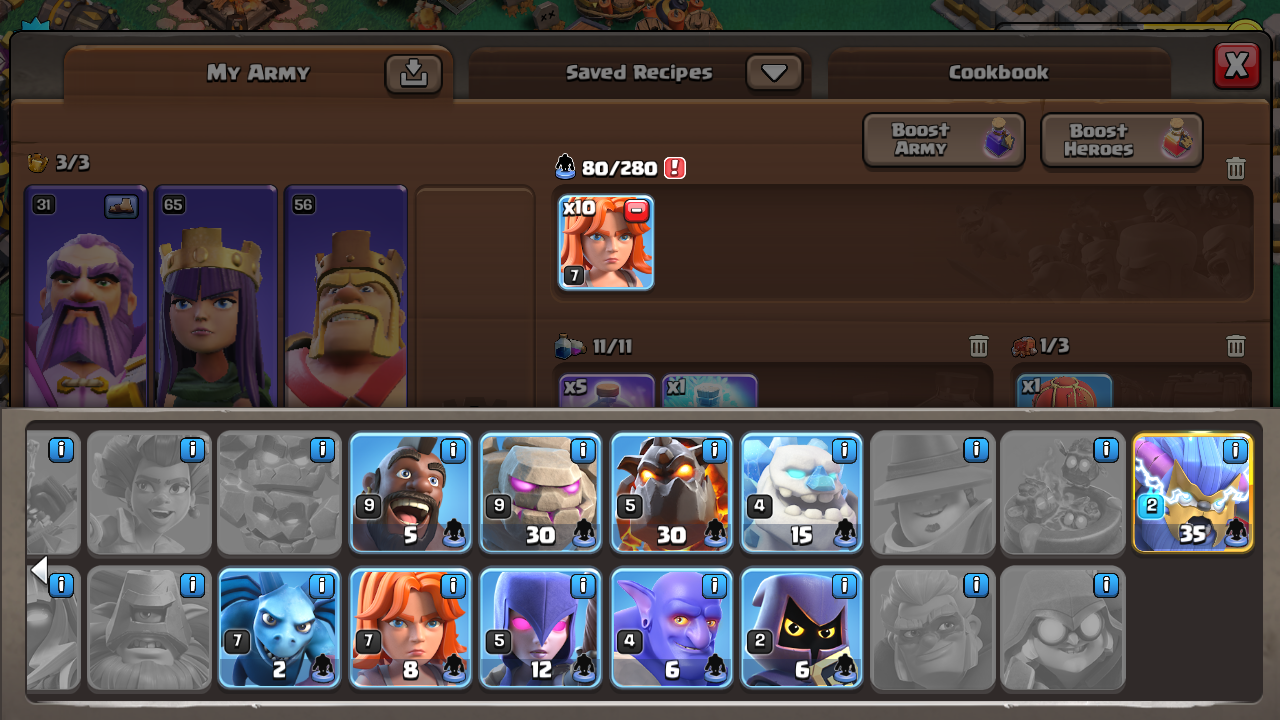 My Army
Saved Recipes
Cookbook
X
3/3
80/280 !
Boost Army
Boost Heroes
31
65
56
x10
7
11/11
1/3
x5
x1
x1
i
i
i
9
i
5
9
i
30
5
i
30
4
i
15
i
i
2
i
35
i
i
7
i
2
7
i
8
5
i
12
4
i
6
2
i
6
i
i